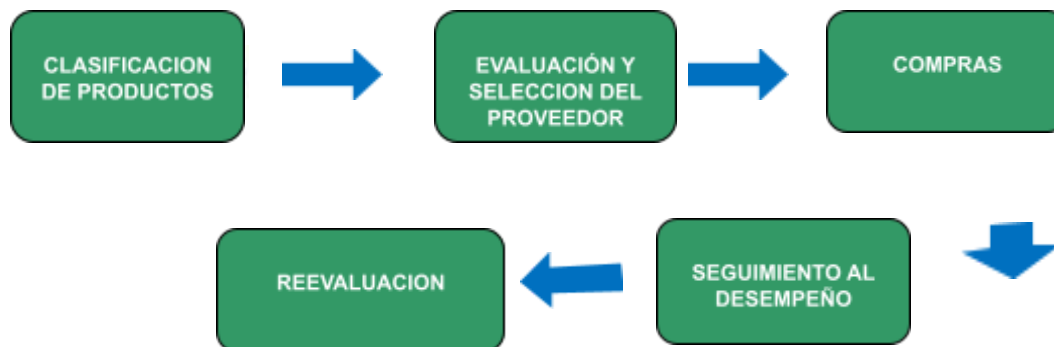 CLASIFICACION
DE PRODUCTOS
EVALUACIÓN Y
SELECCION DEL
PROVEEDOR
COMPRAS
SEGUIMIENTO AL
DESEMPEÑO
REEVALUACION